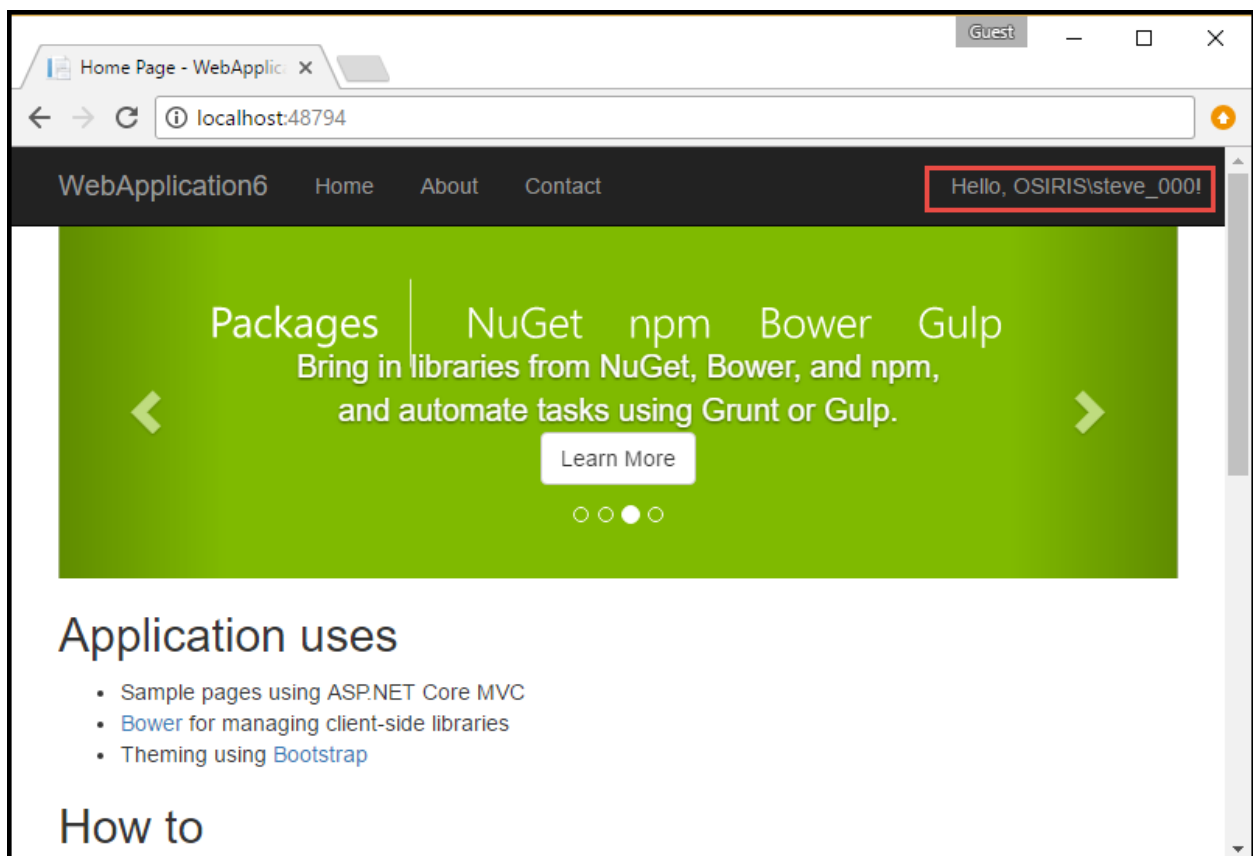 Guest
Home Page - WebApplic
localhost:48794
WebApplication6 Home About Contact Hello, OSIRIS\steve_000!
Packages NuGet npm Bower Gulp
Bring in libraries from NuGet, Bower, and npm,
and automate tasks using Grunt or Gulp.
Learn More
Application uses
• Sample pages using ASP.NET Core MVC
• Bower for managing client-side libraries
• Theming using Bootstrap
How to